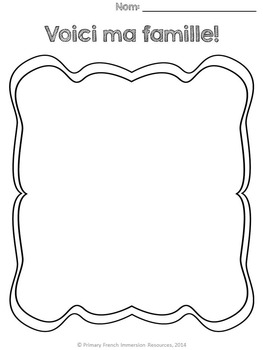 Nom:
Voici ma famille!
© Primary French Immersion Resources, 2014